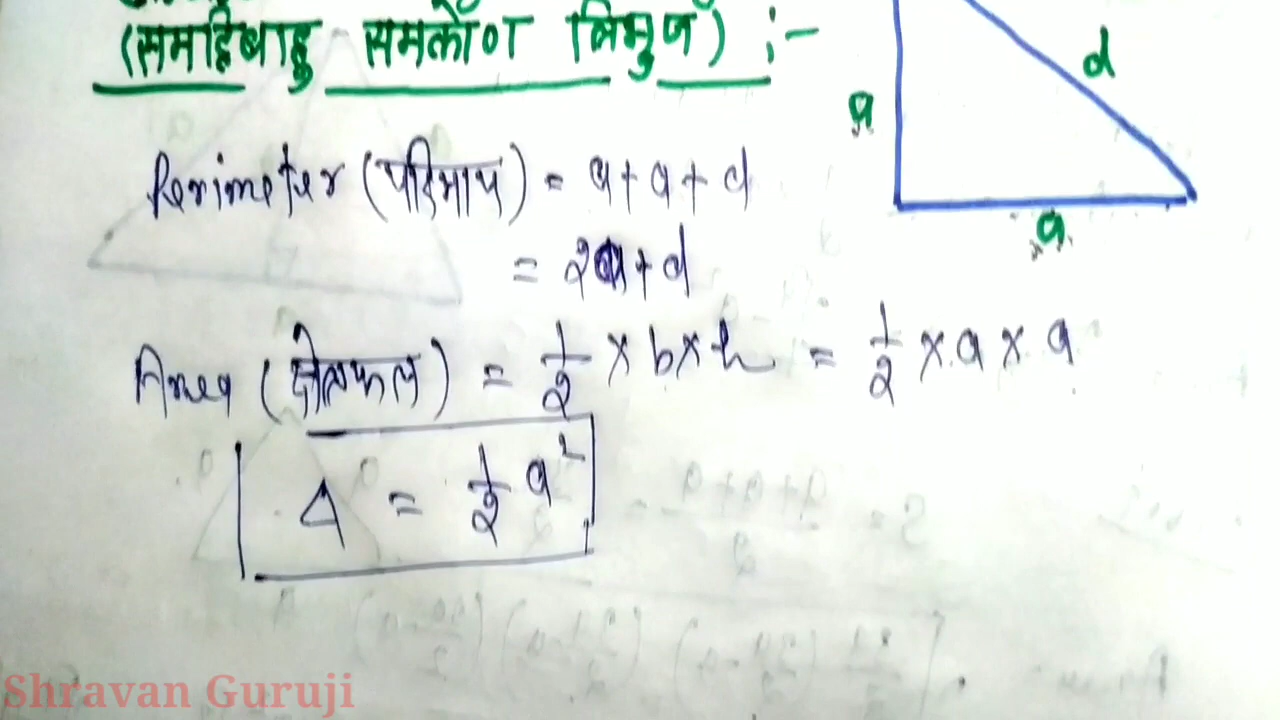 (समद्विबाहु समकोण त्रिभुज) :-
d
a
a
Perimeter (परिमाप) = a + a + d
= 2a + d
Area (क्षेत्रफल) = 1/2 × b × h = 1/2 × a × a
Δ = 1/2 a²
Shravan Guruji